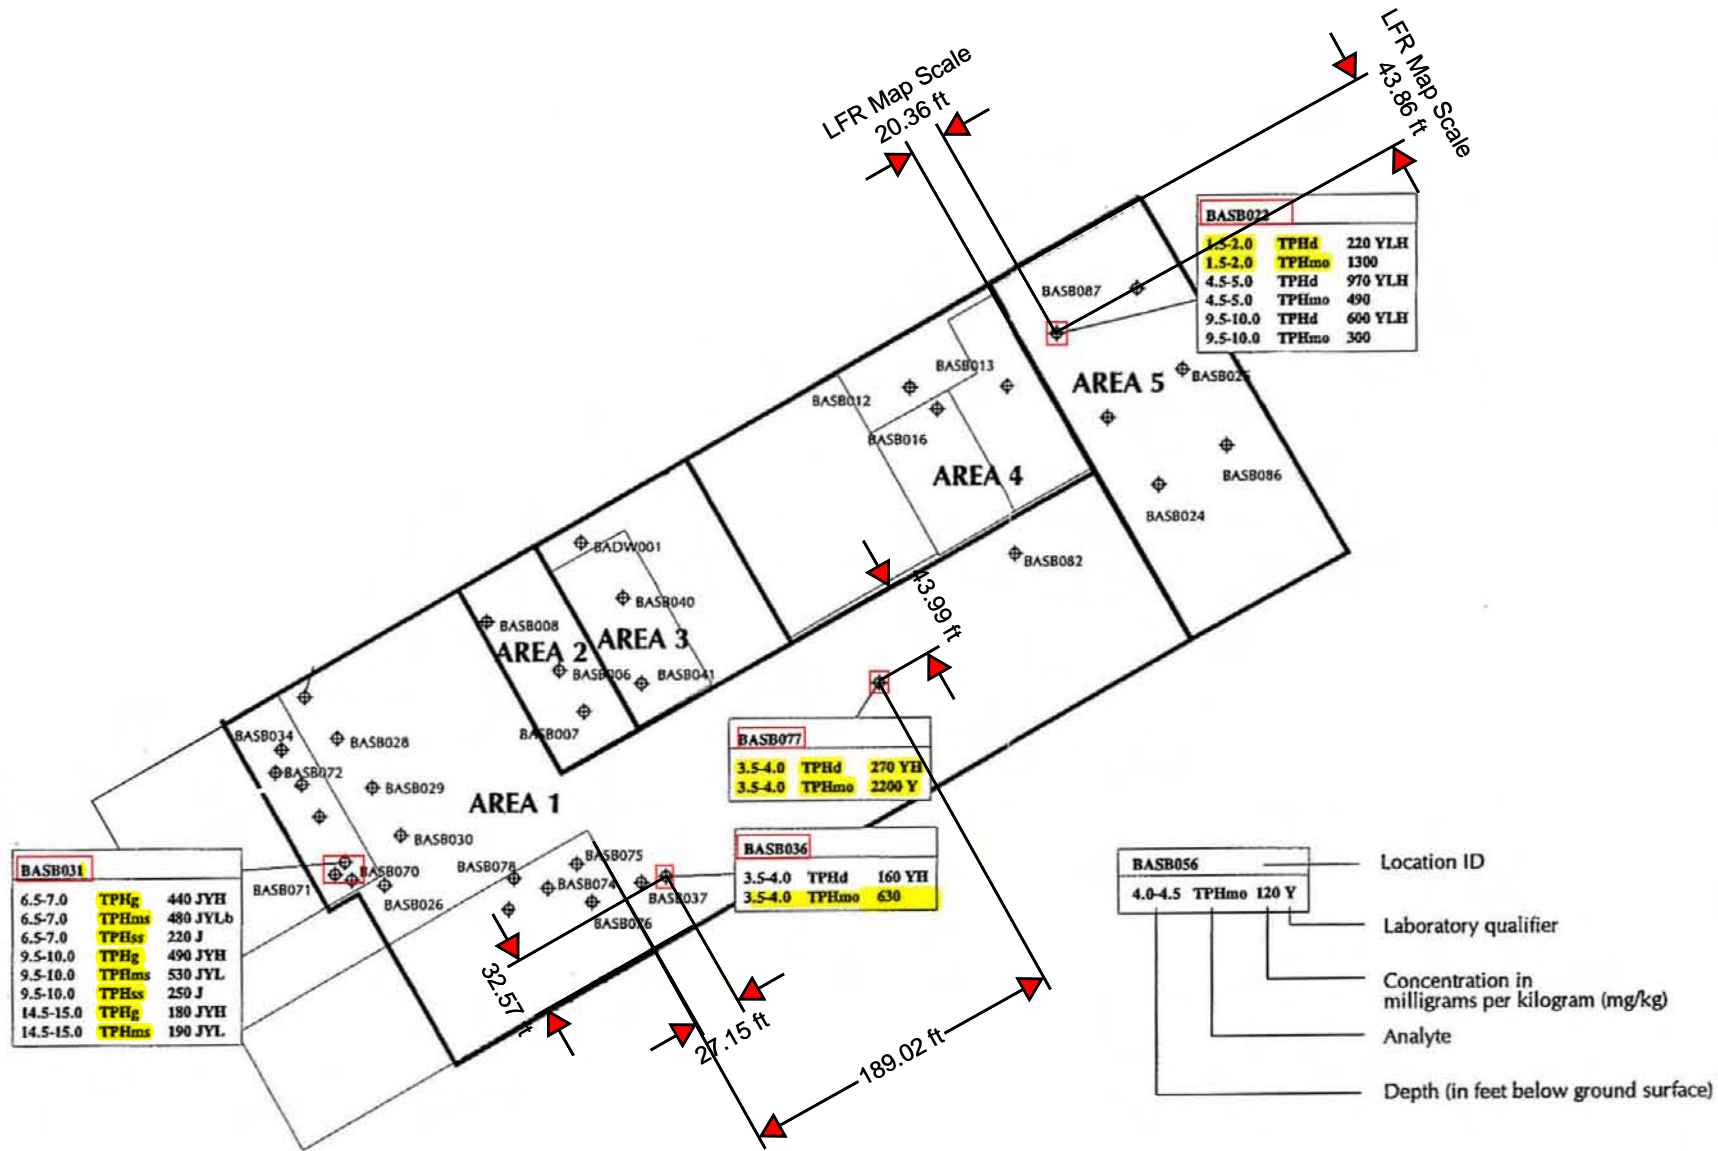 LFR Map Scale
20.36 ft
LFR Map Scale
43.86 ft
BASB022
1.5-2.0 TPHd 220 YLH
1.5-2.0 TPHmo 1300
4.5-5.0 TPHd 970 YLH
4.5-5.0 TPHmo 490
9.5-10.0 TPHd 600 YLH
9.5-10.0 TPHmo 300
BASB087
BASB013
BASB012
AREA 5
BASB025
BASB016
AREA 4
BASB086
BASB024
BADW001
BASB082
43.99 ft
BASB040
BASB008
AREA 2
AREA 3
BASB006
BASB041
BASB007
BASB034
BASB028
BASB072
BASB029
AREA 1
BASB077
3.5-4.0 TPHd 270 YH
3.5-4.0 TPHmo 2200 Y
BASB030
BASB036
3.5-4.0 TPHd 160 YH
3.5-4.0 TPHmo 630
BASB075
BASB078
BASB074
BASB070
BASB071
BASB026
BASB037
BASB076
BASB031
6.5-7.0 TPHg 440 JYH
6.5-7.0 TPHms 480 JYLb
6.5-7.0 TPHss 220 J
9.5-10.0 TPHg 490 JYH
9.5-10.0 TPHms 530 JYL
9.5-10.0 TPHss 250 J
14.5-15.0 TPHg 180 JYH
14.5-15.0 TPHms 190 JYL
32.57 ft
27.15 ft
189.02 ft
BASB056
4.0-4.5 TPHmo 120 Y
Location ID
Laboratory qualifier
Concentration in
milligrams per kilogram (mg/kg)
Analyte
Depth (in feet below ground surface)